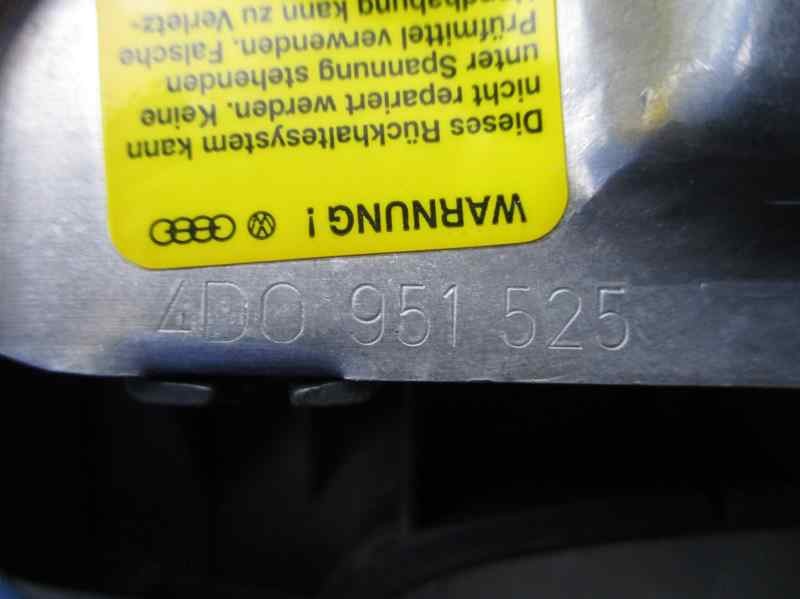 WARNUNG !
Dieses Rückhaltesystem kann
nicht repariert werden. Keine
unter Spannung stehenden
Prüfmittel verwenden. Falsche
kann zu Verletz-
4D0 951 525